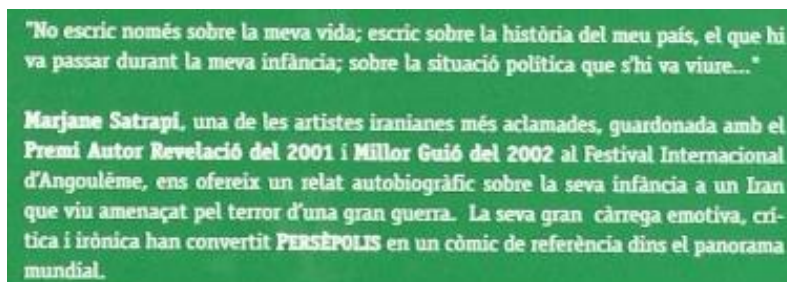 "No escric només sobre la meva vida; escric sobre la història del meu país, el que hi
va passar durant la meva infància; sobre la situació política que s'hi va viure..."
Marjane Satrapi, una de les artistes iranianes més aclamades, guardonada amb el
Premi Autor Revelació del 2001 i Millor Guió del 2002 al Festival Internacional
d'Angoulême, ens ofereix un relat autobiogràfic sobre la seva infància a un Iran
que viu amenaçat pel terror d'una gran guerra. La seva gran càrrega emotiva, crí-
tica i irònica han convertit PERSÈPOLIS en un còmic de referència dins el panorama
mundial.